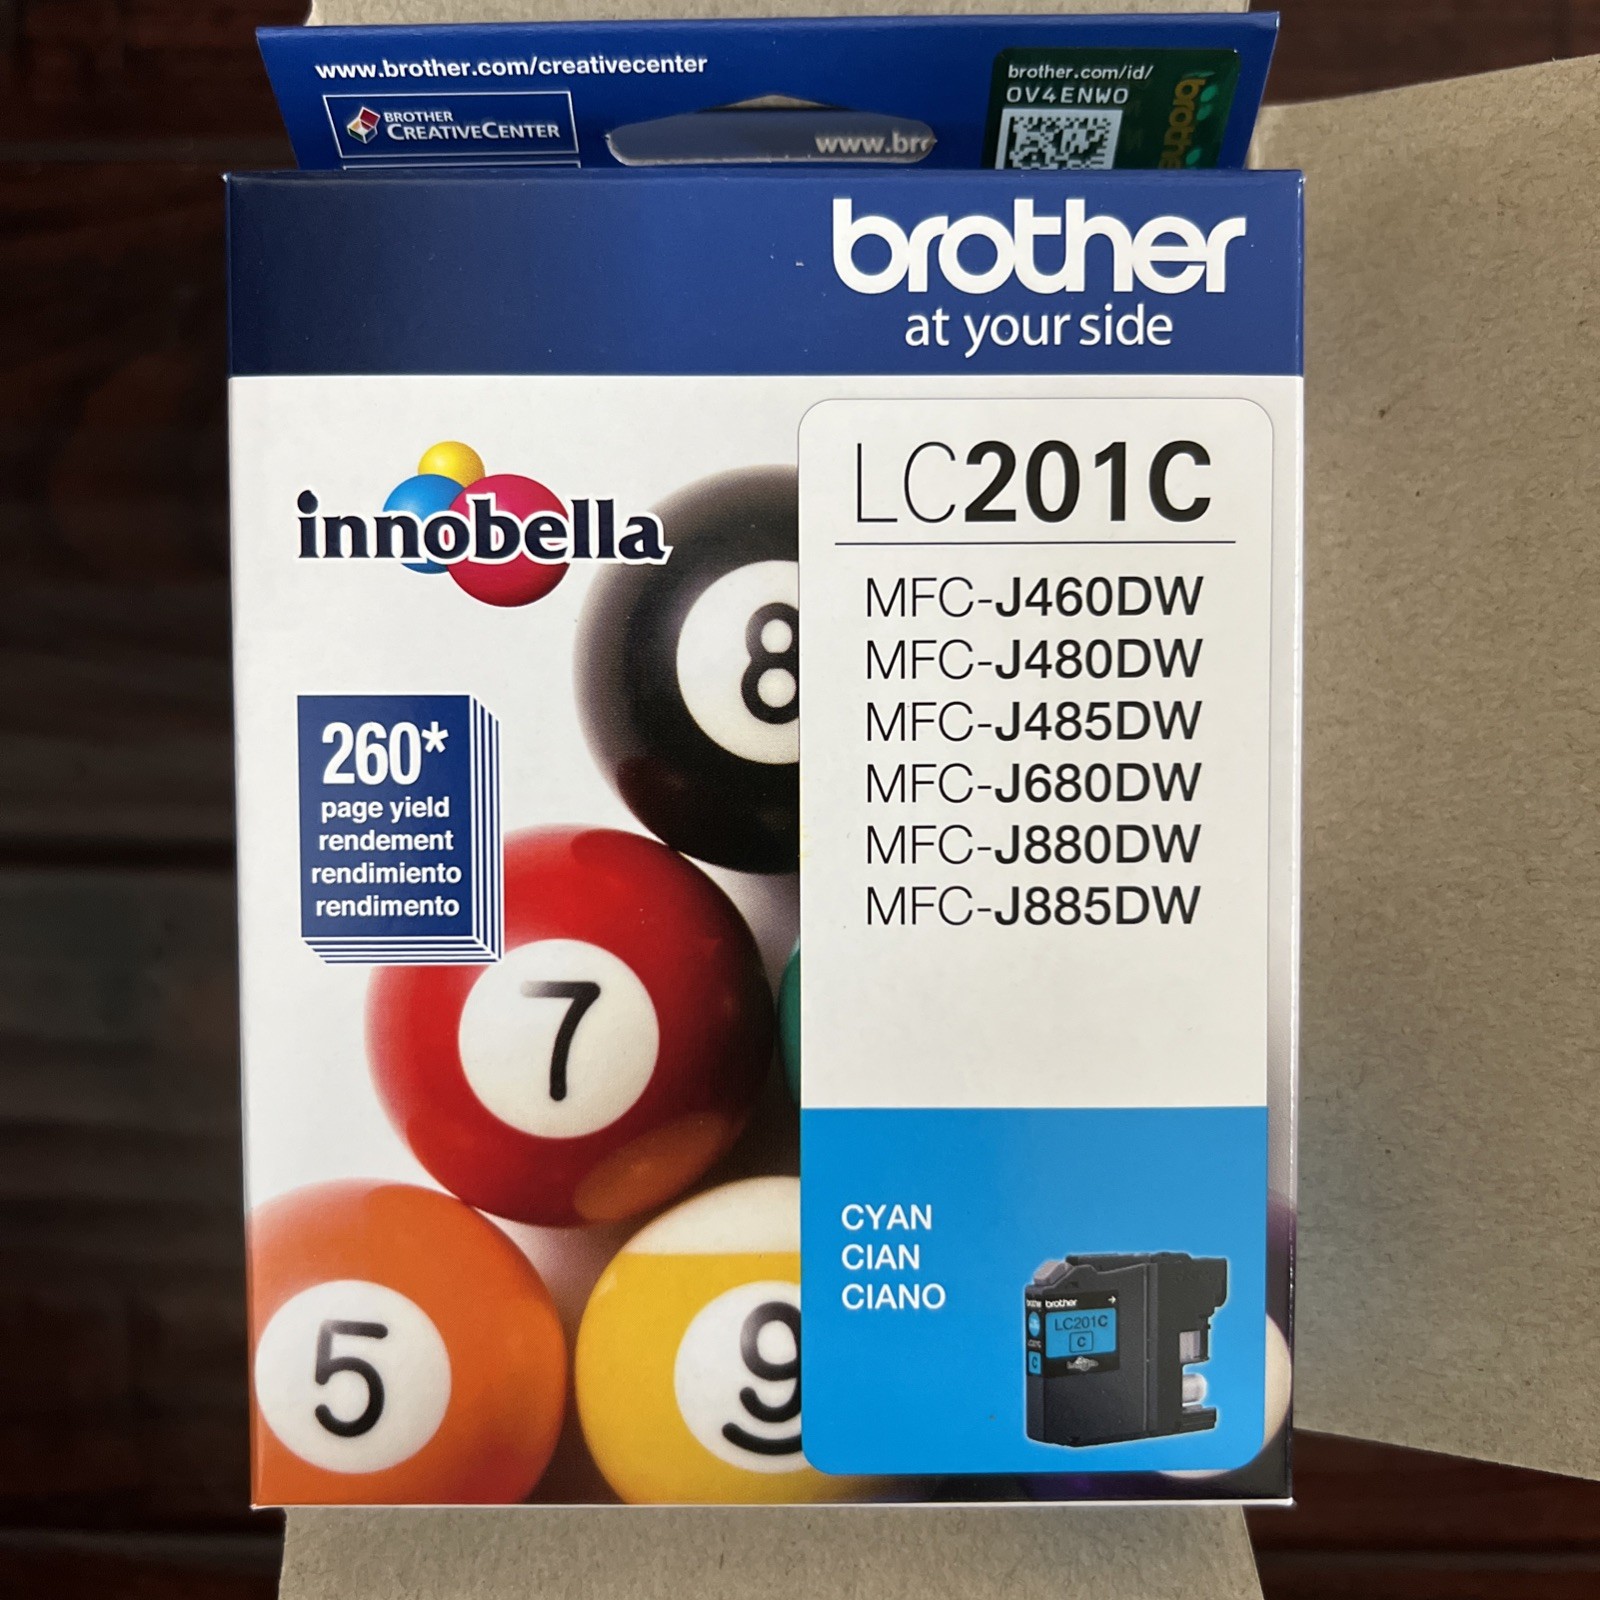 www.brother.com/creativecenter
BROTHER
CREATIVECENTER
www.bro
brother.com/id/
OV4ENWO
brother
brother
at your side
innobella
LC201C
MFC-J460DW
MFC-J480DW
MFC-J485DW
MFC-J680DW
MFC-J880DW
MFC-J885DW
260*
page yield
rendement
rendimiento
rendimento
8
7
5
9
CYAN
CIAN
CIANO
brother
LC201C
C
C